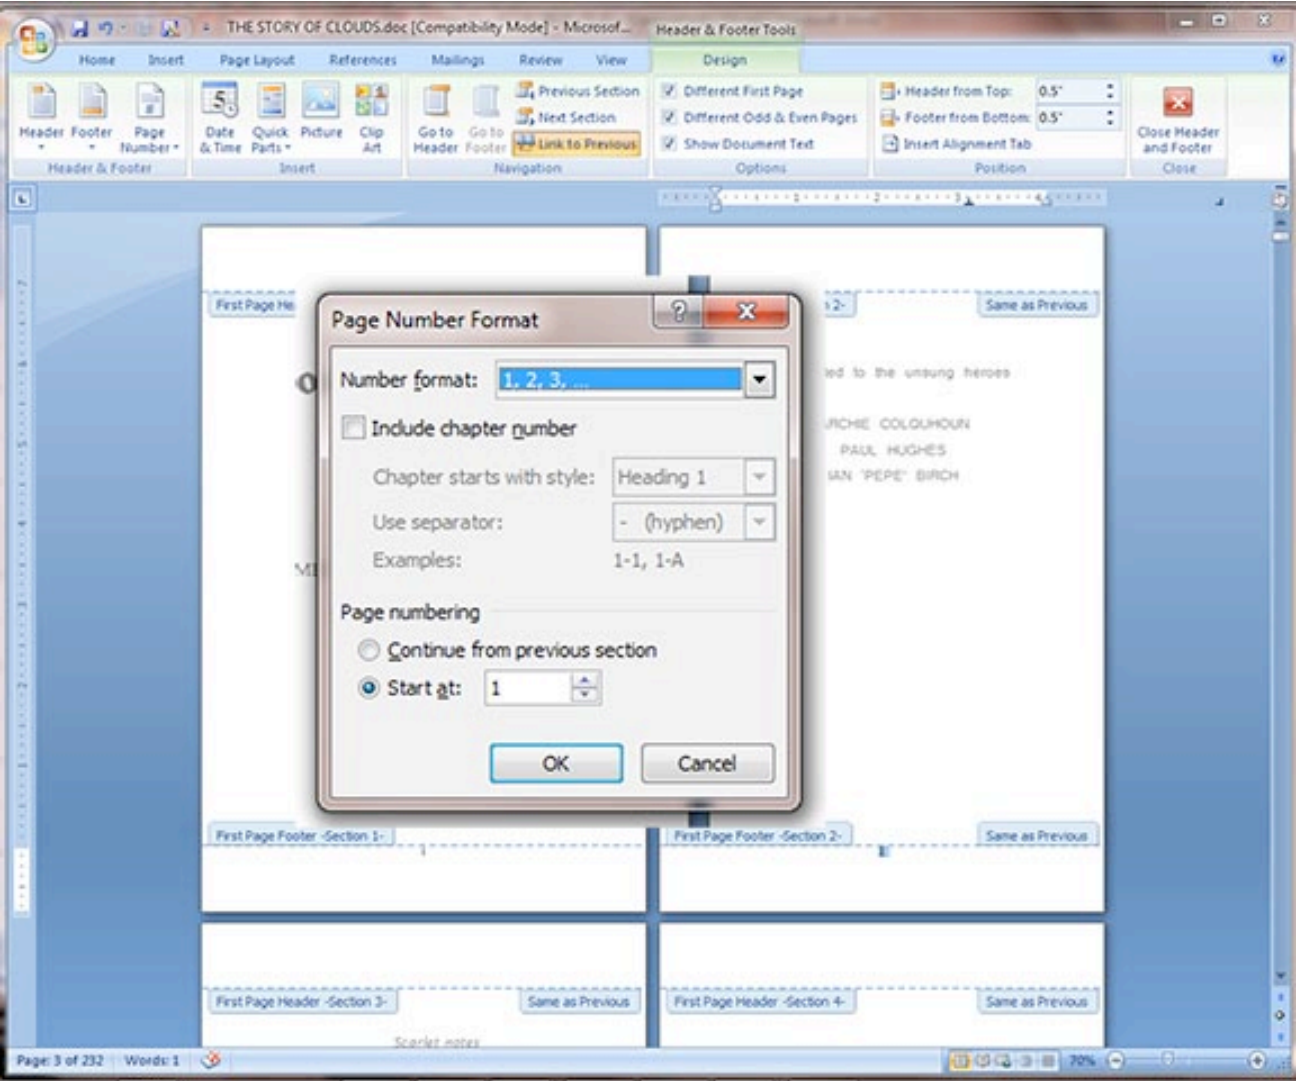 THE STORY OF CLOUDS.doc [Compatibility Mode] - Microsof...
Header & Footer Tools
Home Insert Page Layout References Mailings Review View Design
Header
Footer
Page Number
Header & Footer
Date & Time
Quick Parts
Picture
Clip Art
Insert
Go to Header
Go to Footer
Previous Section
Next Section
Link to Previous
Navigation
Different First Page
Different Odd & Even Pages
Show Document Text
Options
Header from Top: 0.5"
Footer from Bottom: 0.5"
Insert Alignment Tab
Position
Close Header and Footer
Close
First Page He
n 2-
Same as Previous
Page Number Format
Number format: 1, 2, 3, ...
Include chapter number
Chapter starts with style: Heading 1
Use separator: - (hyphen)
Examples: 1-1, 1-A
Page numbering
Continue from previous section
Start at: 1
OK Cancel
to the unsung heroes
COLQUHOUN
PAUL HUGHES
IAN "PEPE" BIRCH
First Page Footer -Section 1-
First Page Footer -Section 2-
Same as Previous
First Page Header -Section 3-
Same as Previous
First Page Header -Section 4-
Same as Previous
Scarlet notes
Page: 3 of 232 Words: 1 70%